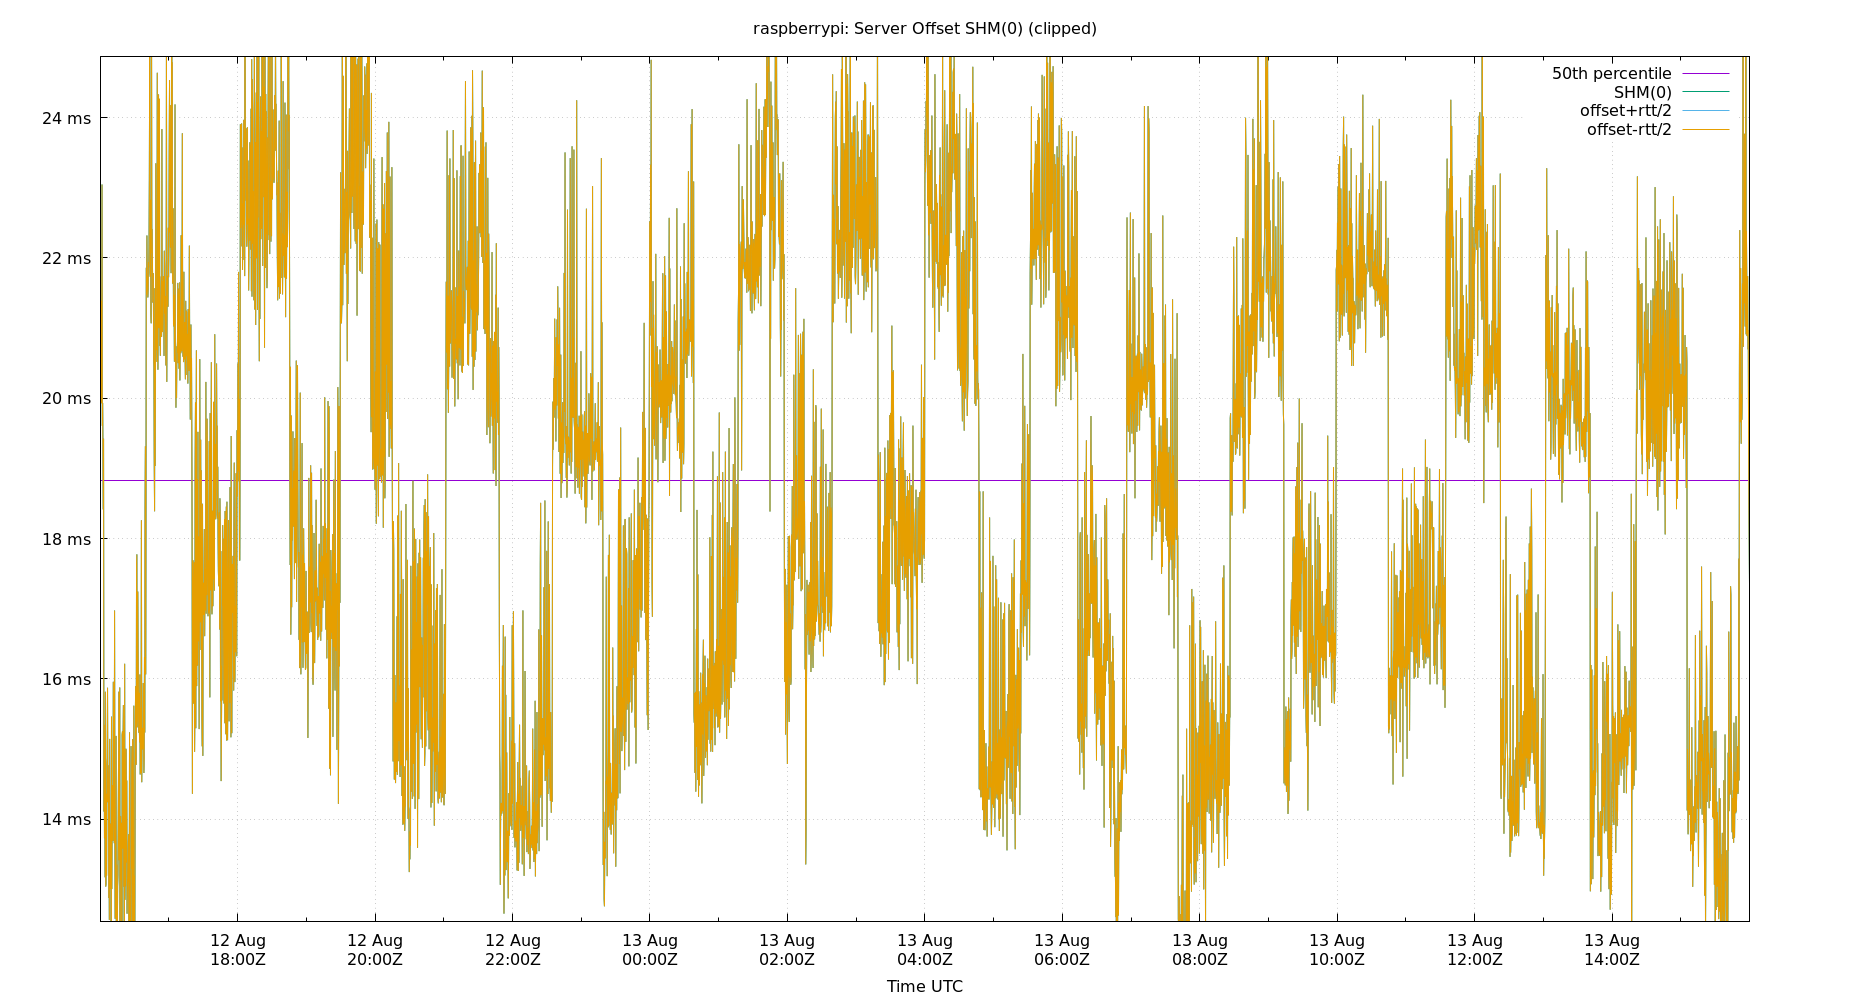 raspberrypi: Server Offset SHM(0) (clipped)
50th percentile
SHM(0)
offset+rtt/2
offset-rtt/2
24 ms
22 ms
20 ms
18 ms
16 ms
14 ms
12 Aug 12 Aug 12 Aug 13 Aug 13 Aug 13 Aug 13 Aug 13 Aug 13 Aug 13 Aug 13 Aug
18:00Z 20:00Z 22:00Z 00:00Z 02:00Z 04:00Z 06:00Z 08:00Z 10:00Z 12:00Z 14:00Z
Time UTC